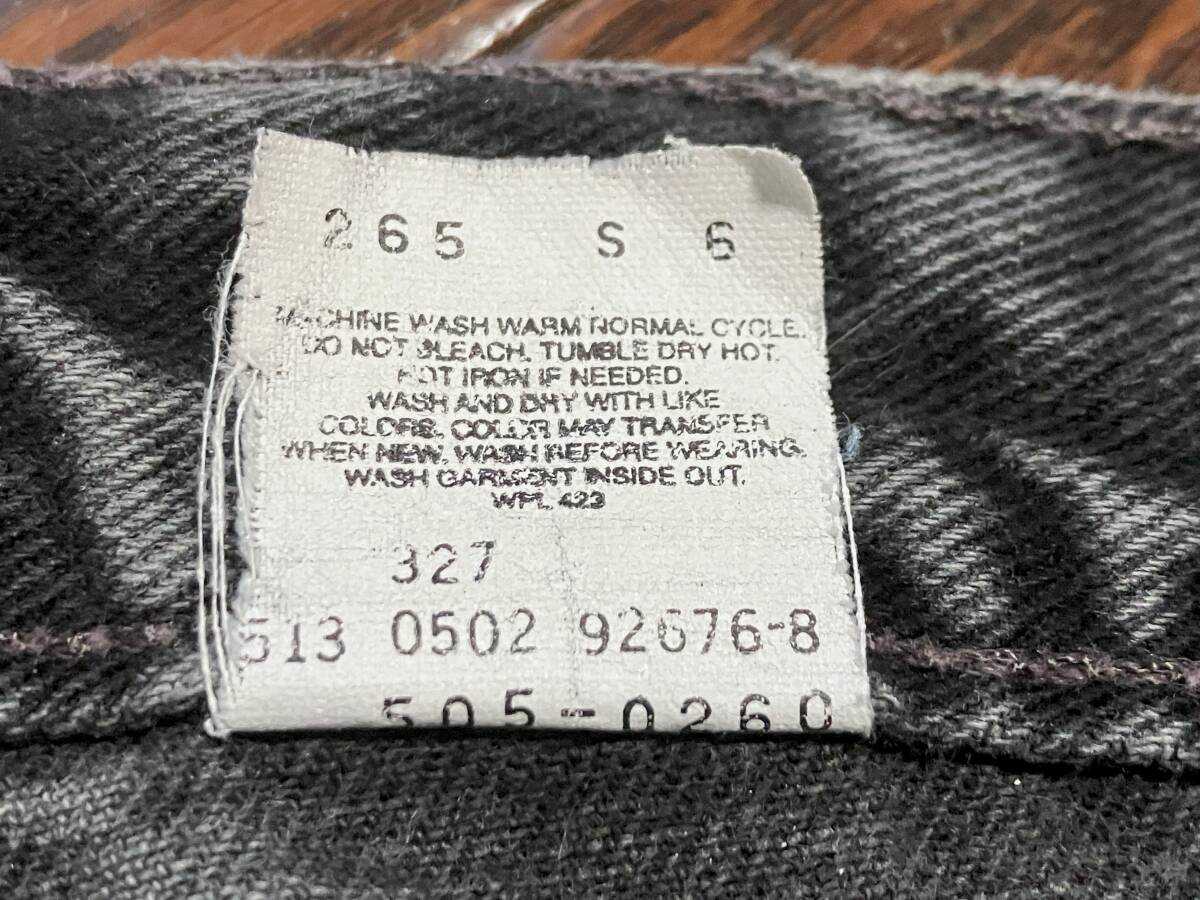 265 S 6
MACHINE WASH WARM NORMAL CYCLE.
DO NOT BLEACH. TUMBLE DRY HOT.
HOT IRON IF NEEDED.
WASH AND DRY WITH LIKE
COLORS. COLOR MAY TRANSFER
WHEN NEW. WASH BEFORE WEARING.
WASH GARMENT INSIDE OUT.
WPL 423
327
513 0502 92676-8
505-0260